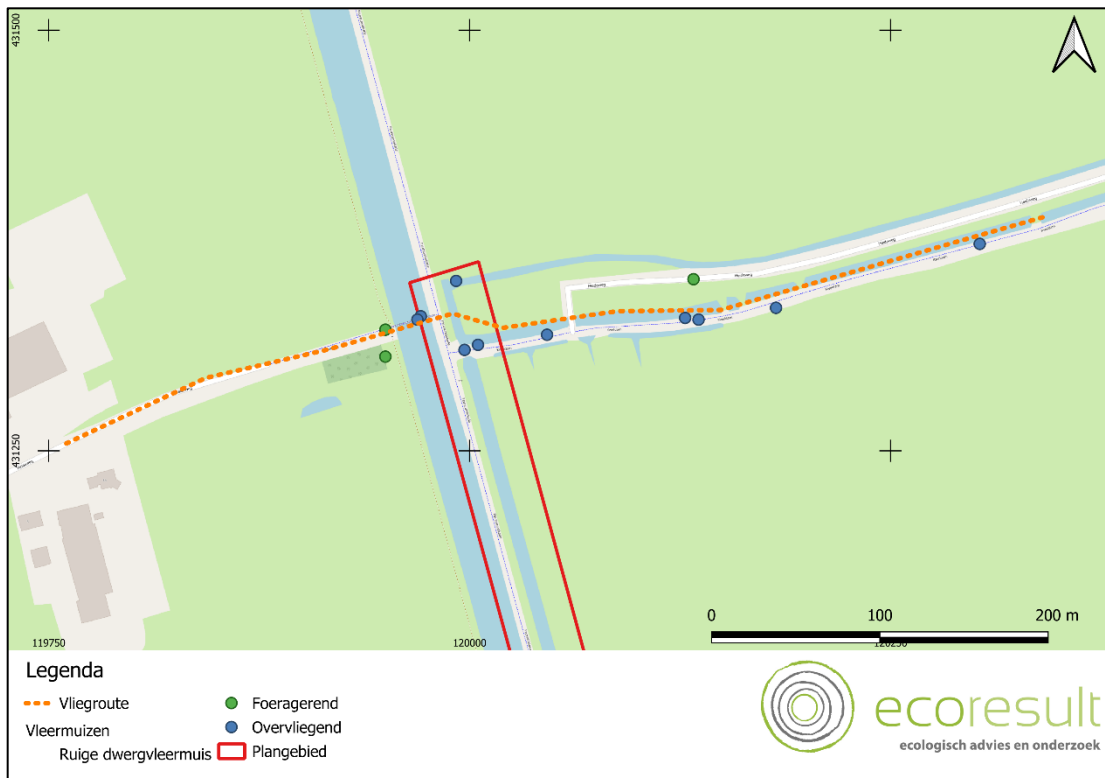 431500
431250
119750
120000
120250
0
100
200 m
Legenda
Vliegroute
Vleermuizen
Ruige dwergvleermuis
Foeragerend
Overvliegend
Plangebied
ecoresult
ecologisch advies en onderzoek